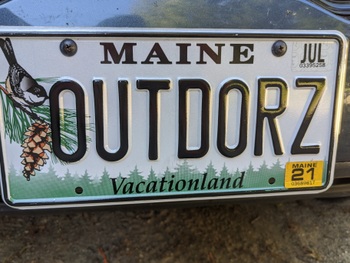 MAINE
JUL
OUTDORZ
MAINE
21
Vacationland